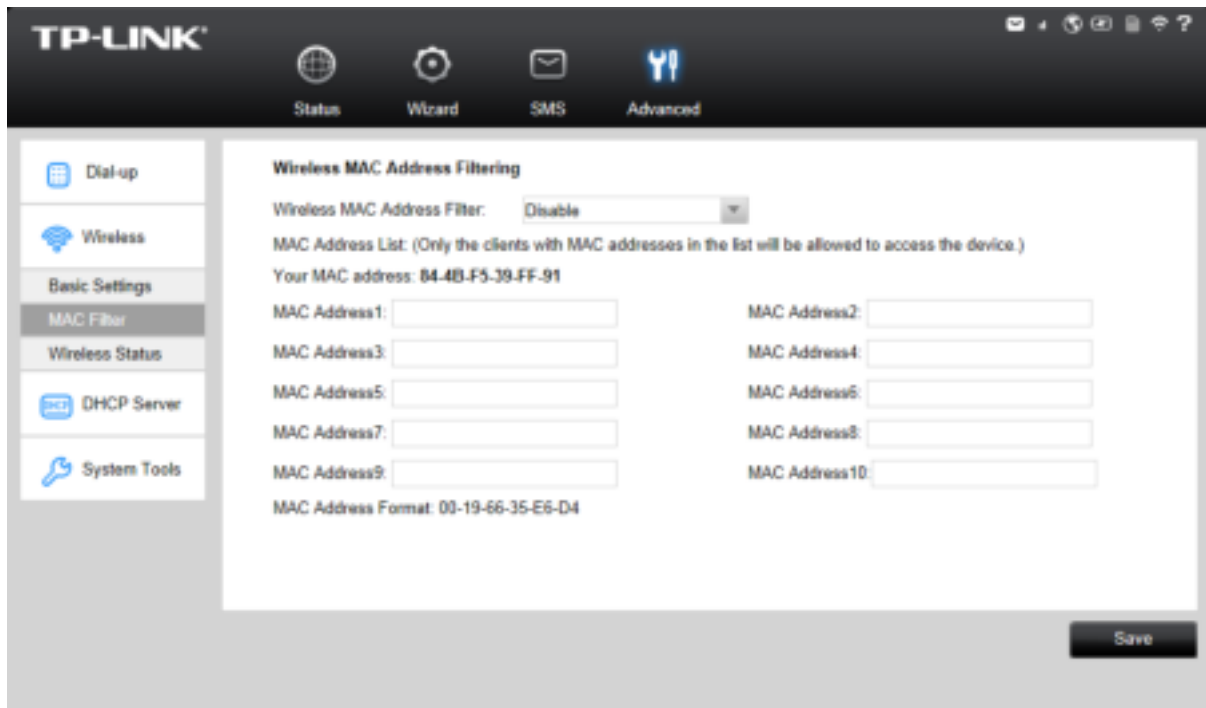 TP-LINK
Status Wizard SMS Advanced
Dial-up
Wireless
Basic Settings
MAC Filter
Wireless Status
DHCP Server
System Tools
Wireless MAC Address Filtering
Wireless MAC Address Filter: Disable
MAC Address List: (Only the clients with MAC addresses in the list will be allowed to access the device.)
Your MAC address: 84-4B-F5-39-FF-91
MAC Address1: MAC Address2:
MAC Address3: MAC Address4:
MAC Address5: MAC Address6:
MAC Address7: MAC Address8:
MAC Address9: MAC Address10:
MAC Address Format: 00-19-66-35-E6-D4
Save